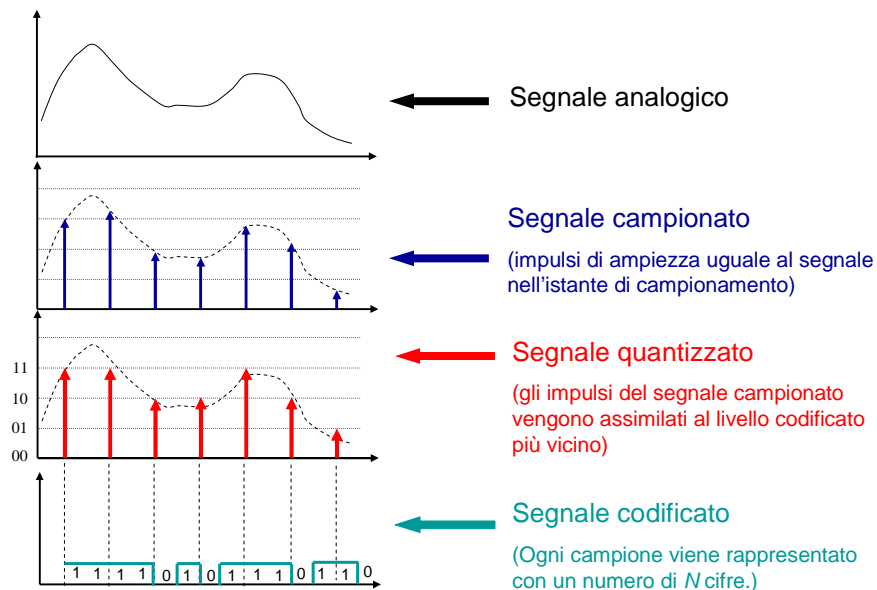 Segnale analogico
Segnale campionato
(impulsi di ampiezza uguale al segnale
nell'istante di campionamento)
11
10
01
00
Segnale quantizzato
(gli impulsi del segnale campionato
vengono assimilati al livello codificato
più vicino)
1 1 1 1 0 1 0 1 1 1 0 1 1 0
Segnale codificato
(Ogni campione viene rappresentato
con un numero di N cifre.)